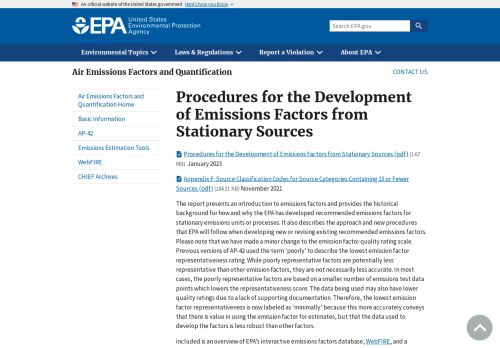 An official website of the United States government Here's how you know
EPA United States
Environmental Protection
Agency
Search EPA.gov
Environmental Topics Laws & Regulations Report a Violation About EPA
Air Emissions Factors and Quantification
CONTACT US
Air Emissions Factors and
Quantification Home
Basic Information
AP-42
Emissions Estimation Tools
WebFIRE
CHIEF Archives
Procedures for the Development
of Emissions Factors from
Stationary Sources
Procedures for the Development of Emissions Factors from Stationary Sources (pdf) (1.67
MB) January 2023
Appendix F: Source Classification Codes for Source Categories Containing 15 or Fewer
Sources (pdf) (184.11 KB) November 2021
The report presents an introduction to emissions factors and provides the historical
background for how and why the EPA has developed recommended emissions factors for
stationary emissions units or processes. It also describes the approach and new procedures
that EPA will follow when developing new or revising existing recommended emissions factors.
Please note that we have made a minor change to the emission factor quality rating scale.
Previous versions of AP-42 used the term 'poorly' to describe the lowest emission factor
representativeness rating. While poorly representative factors are potentially less
representative than other emission factors, they are not necessarily less accurate. In most
cases, the poorly representative factors are based on a smaller number of emissions test data
points which lowers the representativeness score. The data being used may also have lower
quality ratings due to a lack of supporting documentation. Therefore, the lowest emission
factor representativeness is now labeled as 'minimally' because this more accurately conveys
that there is value in using the emission factor for estimates, but that the data used to
develop the factors is less robust than other factors.
Included is an overview of EPA's interactive emissions factors database, WebFIRE, and a